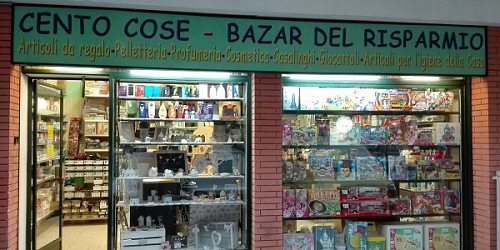 CENTO COSE - BAZAR DEL RISPARMIO
Articoli da regalo•Pelletteria•Profumeria•Cosmetica•Casalinghi•Giocattoli•Articoli per l'igiene della Casa